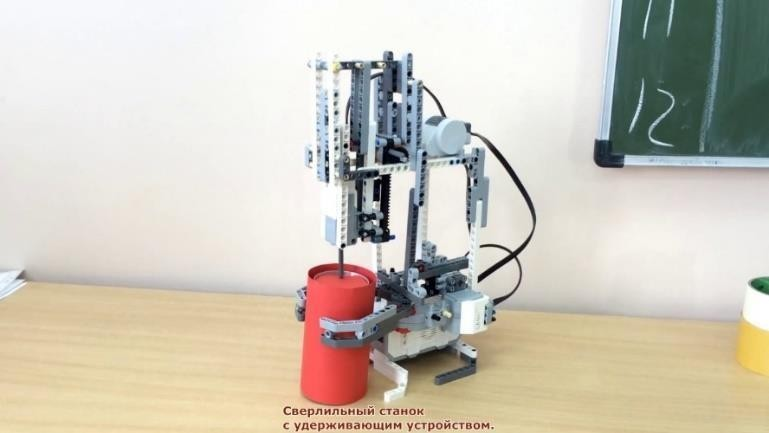 Сверлильный станок
с удерживающим устройством.